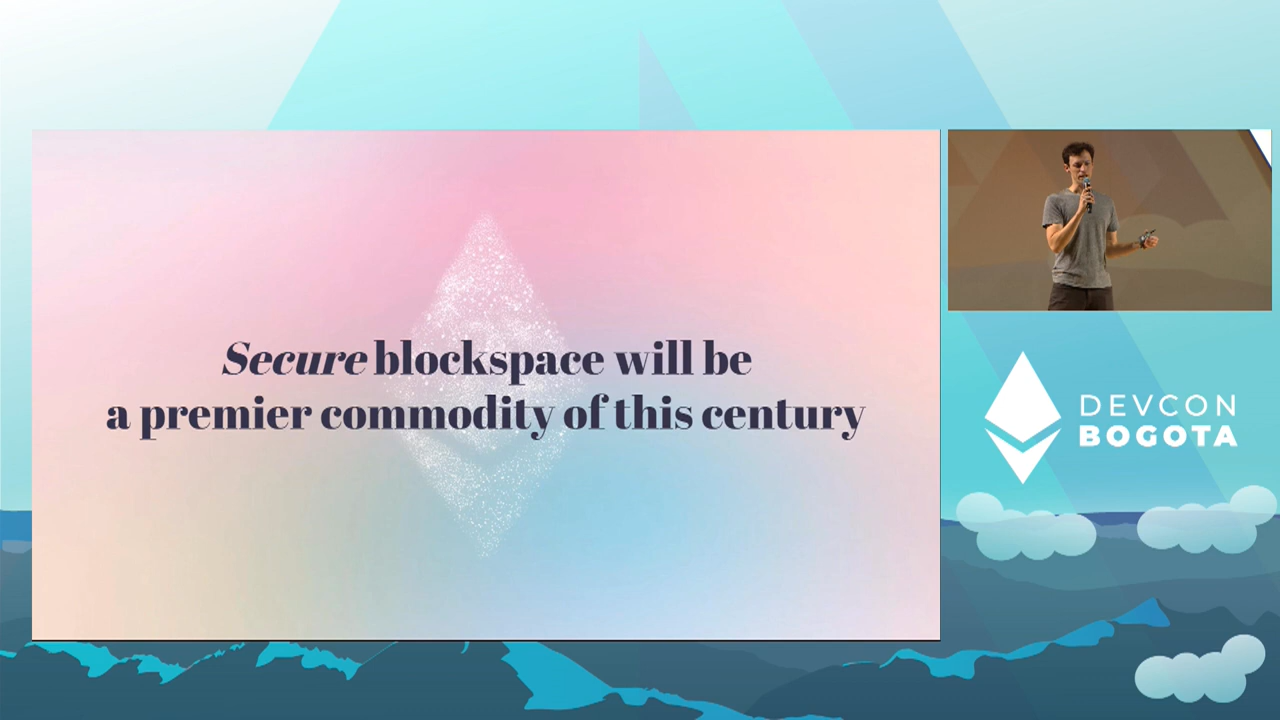 Secure blockspace will be
a premier commodity of this century
DEVCON
BOGOTA